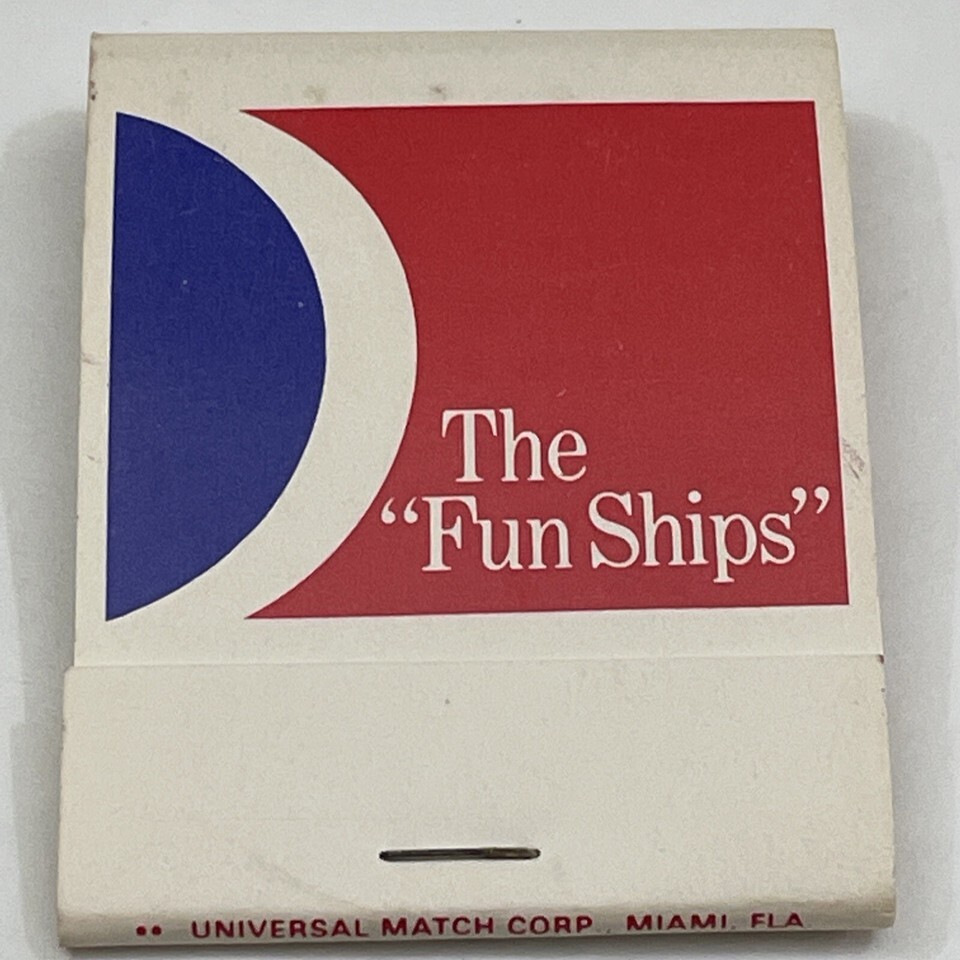 The
“Fun Ships”
•• UNIVERSAL MATCH CORP., MIAMI, FLA.